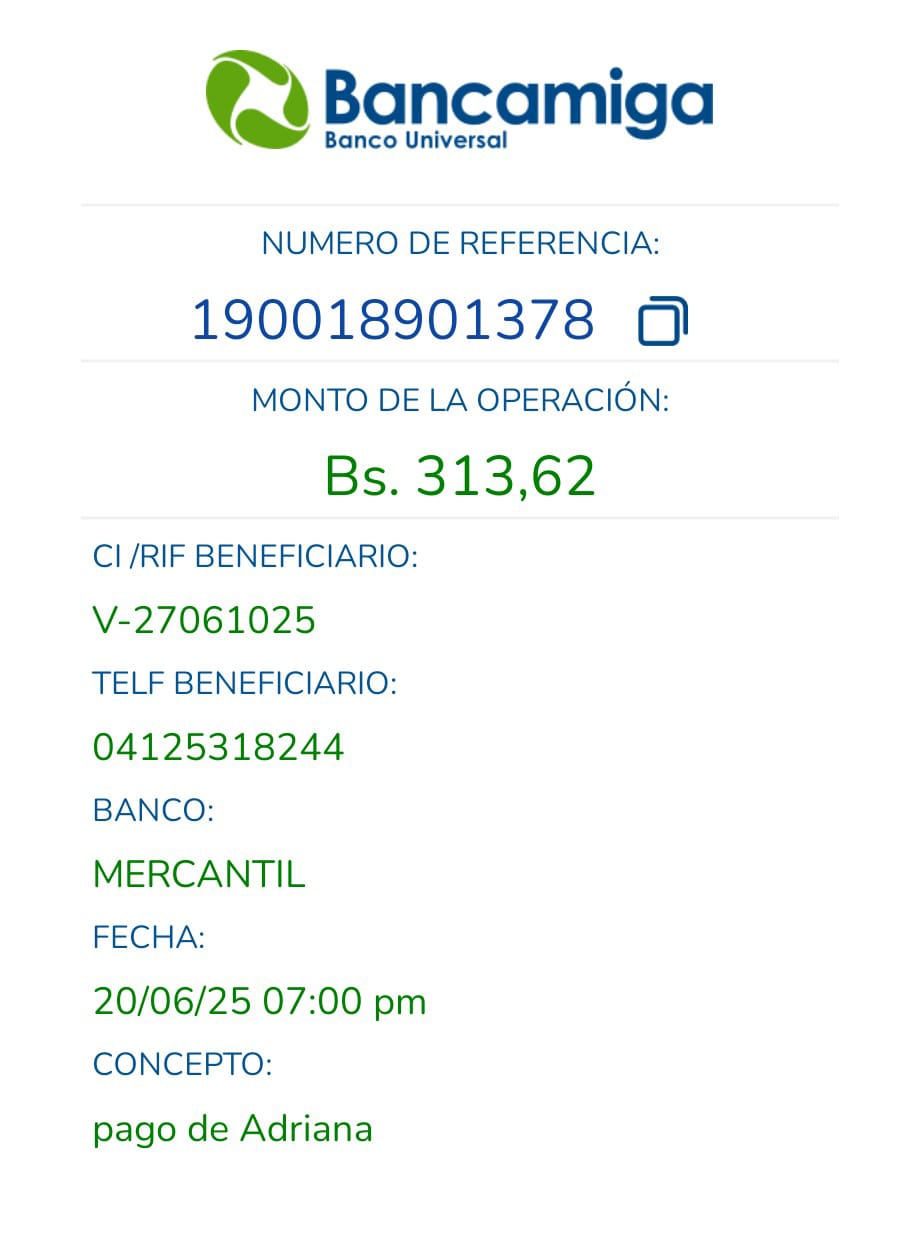 Bancamiga
Banco Universal
NUMERO DE REFERENCIA:
190018901378
MONTO DE LA OPERACIÓN:
Bs. 313,62
CI /RIF BENEFICIARIO:
V-27061025
TELF BENEFICIARIO:
04125318244
BANCO:
MERCANTIL
FECHA:
20/06/25 07:00 pm
CONCEPTO:
pago de Adriana